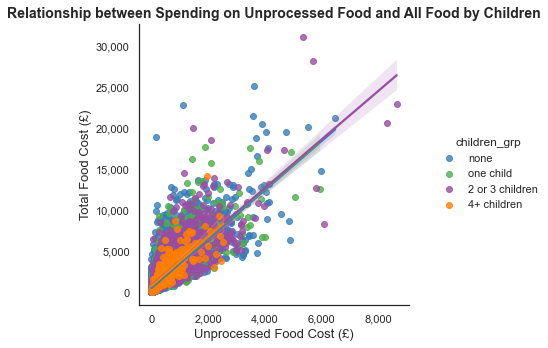 Relationship between Spending on Unprocessed Food and All Food by Children
30,000
25,000
20,000
15,000
10,000
5,000
0
Total Food Cost (£)
0
2,000
4,000
6,000
8,000
Unprocessed Food Cost (£)
children_grp
none
one child
2 or 3 children
4+ children